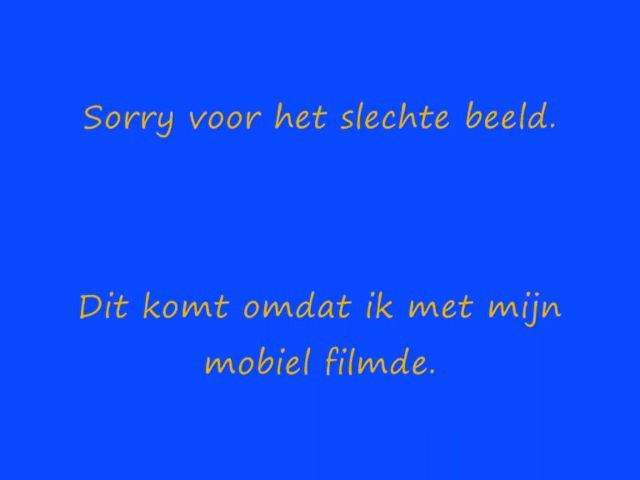 Sorry voor het slechte beeld.
Dit komt omdat ik met mijn
mobiel filmde.